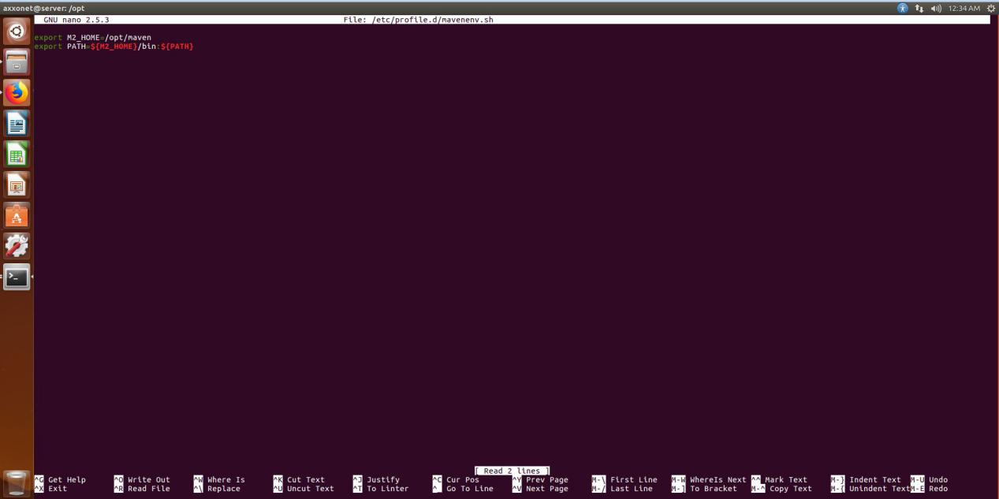 axxonet@server: /opt
12:34 AM
GNU nano 2.5.3 File: /etc/profile.d/mavenenv.sh
export M2_HOME=/opt/maven
export PATH=${M2_HOME}/bin:${PATH}
[ Read 2 lines ]
^G Get Help ^O Write Out ^W Where Is ^K Cut Text ^J Justify ^C Cur Pos ^Y Prev Page M-\ First Line M-W WhereIs Next ^^ Mark Text M-} Indent Text M-U Undo
^X Exit ^R Read File ^\ Replace ^U Uncut Text ^T To Linter ^_ Go To Line ^V Next Page M-/ Last Line M-] To Bracket M-^ Copy Text M-{ Unindent Text M-E Redo